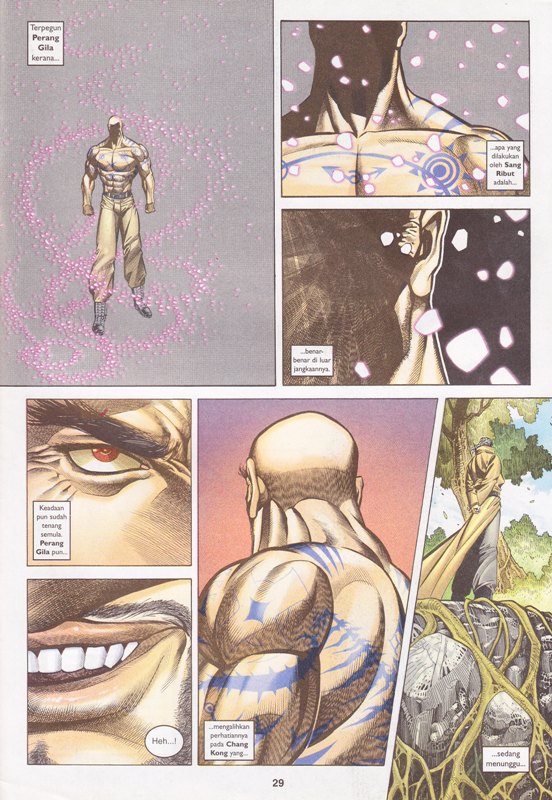 Terpegun
Perang
Gila
kerana...
...apa yang
dilakukan
oleh Sang
Ribut
adalah...
...benar-
benar di luar
jangkaannya.
Keadaan
pun sudah
tenang
semula.
Perang
Gila pun...
Heh...!
...mengalihkan
perhatiannya
pada Chang
Kong yang...
...sedang
menunggu...
29